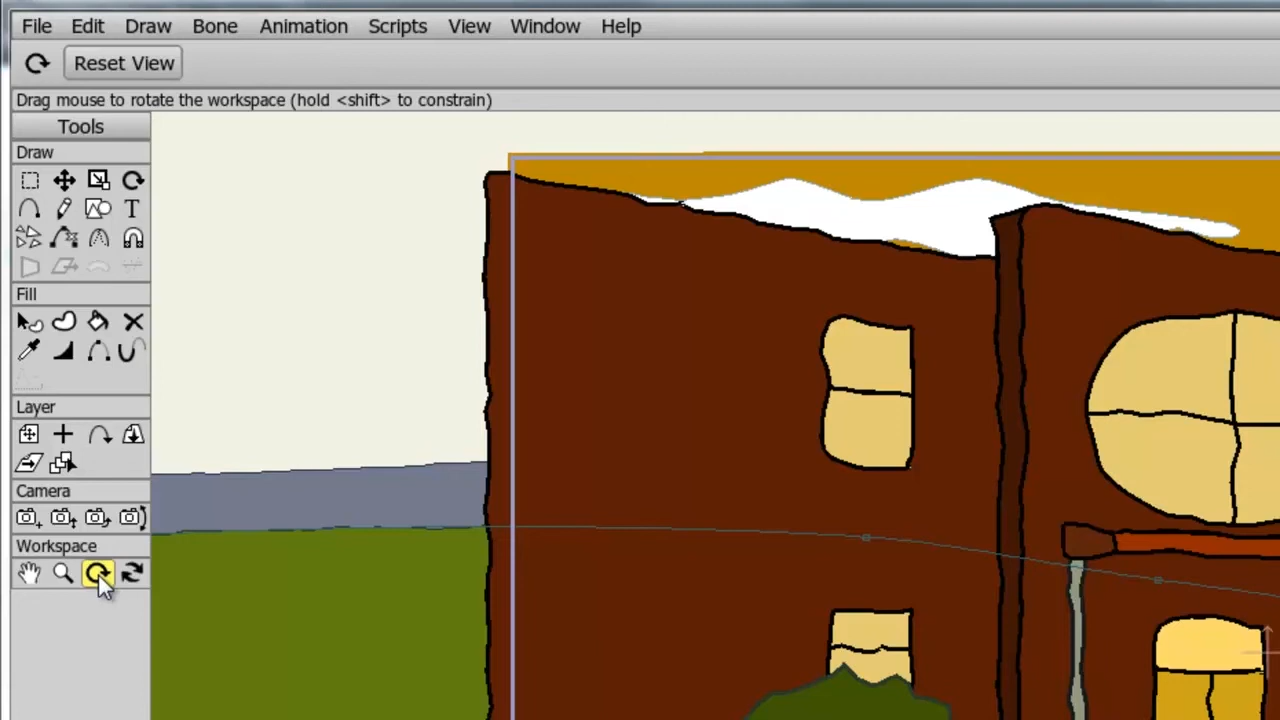 File Edit Draw Bone Animation Scripts View Window Help
Reset View
Drag mouse to rotate the workspace (hold <shift> to constrain)
Tools
Draw
T
Fill
Layer
Camera
Workspace